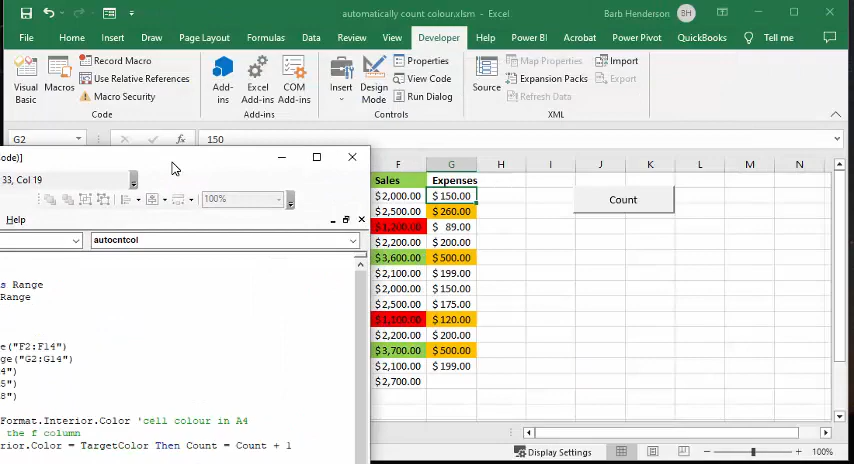 automatically count colour.xlsm - Excel
Barb Henderson
BH
File Home Insert Draw Page Layout Formulas Data Review View Developer Help Power BI Acrobat Power Pivot QuickBooks Tell me
Visual Basic
Macros
Record Macro
Use Relative References
Macro Security
Code
Add-ins
Excel Add-ins
COM Add-ins
Add-ins
Insert
Design Mode
Properties
View Code
Run Dialog
Controls
Source
Map Properties
Expansion Packs
Refresh Data
Import
Export
XML
G2 fx 150
ode)]
33, Col 19
100%
Help
autocntcol
s Range
Range
e("F2:F14")
ge("G2:G14")
4")
5")
8")
Format.Interior.Color 'cell colour in A4
the f column
rior.Color = TargetColor Then Count = Count + 1
F G H I J K L M N
Sales Expenses
$2,000.00 $ 150.00
$2,500.00 $ 260.00
$1,200.00 $ 89.00
$2,200.00 $ 200.00
$3,600.00 $ 500.00
$2,100.00 $ 199.00
$2,000.00 $ 150.00
$2,500.00 $ 175.00
$1,100.00 $ 120.00
$2,200.00 $ 200.00
$3,700.00 $ 500.00
$2,100.00 $ 199.00
$2,700.00
Count
Display Settings
100%